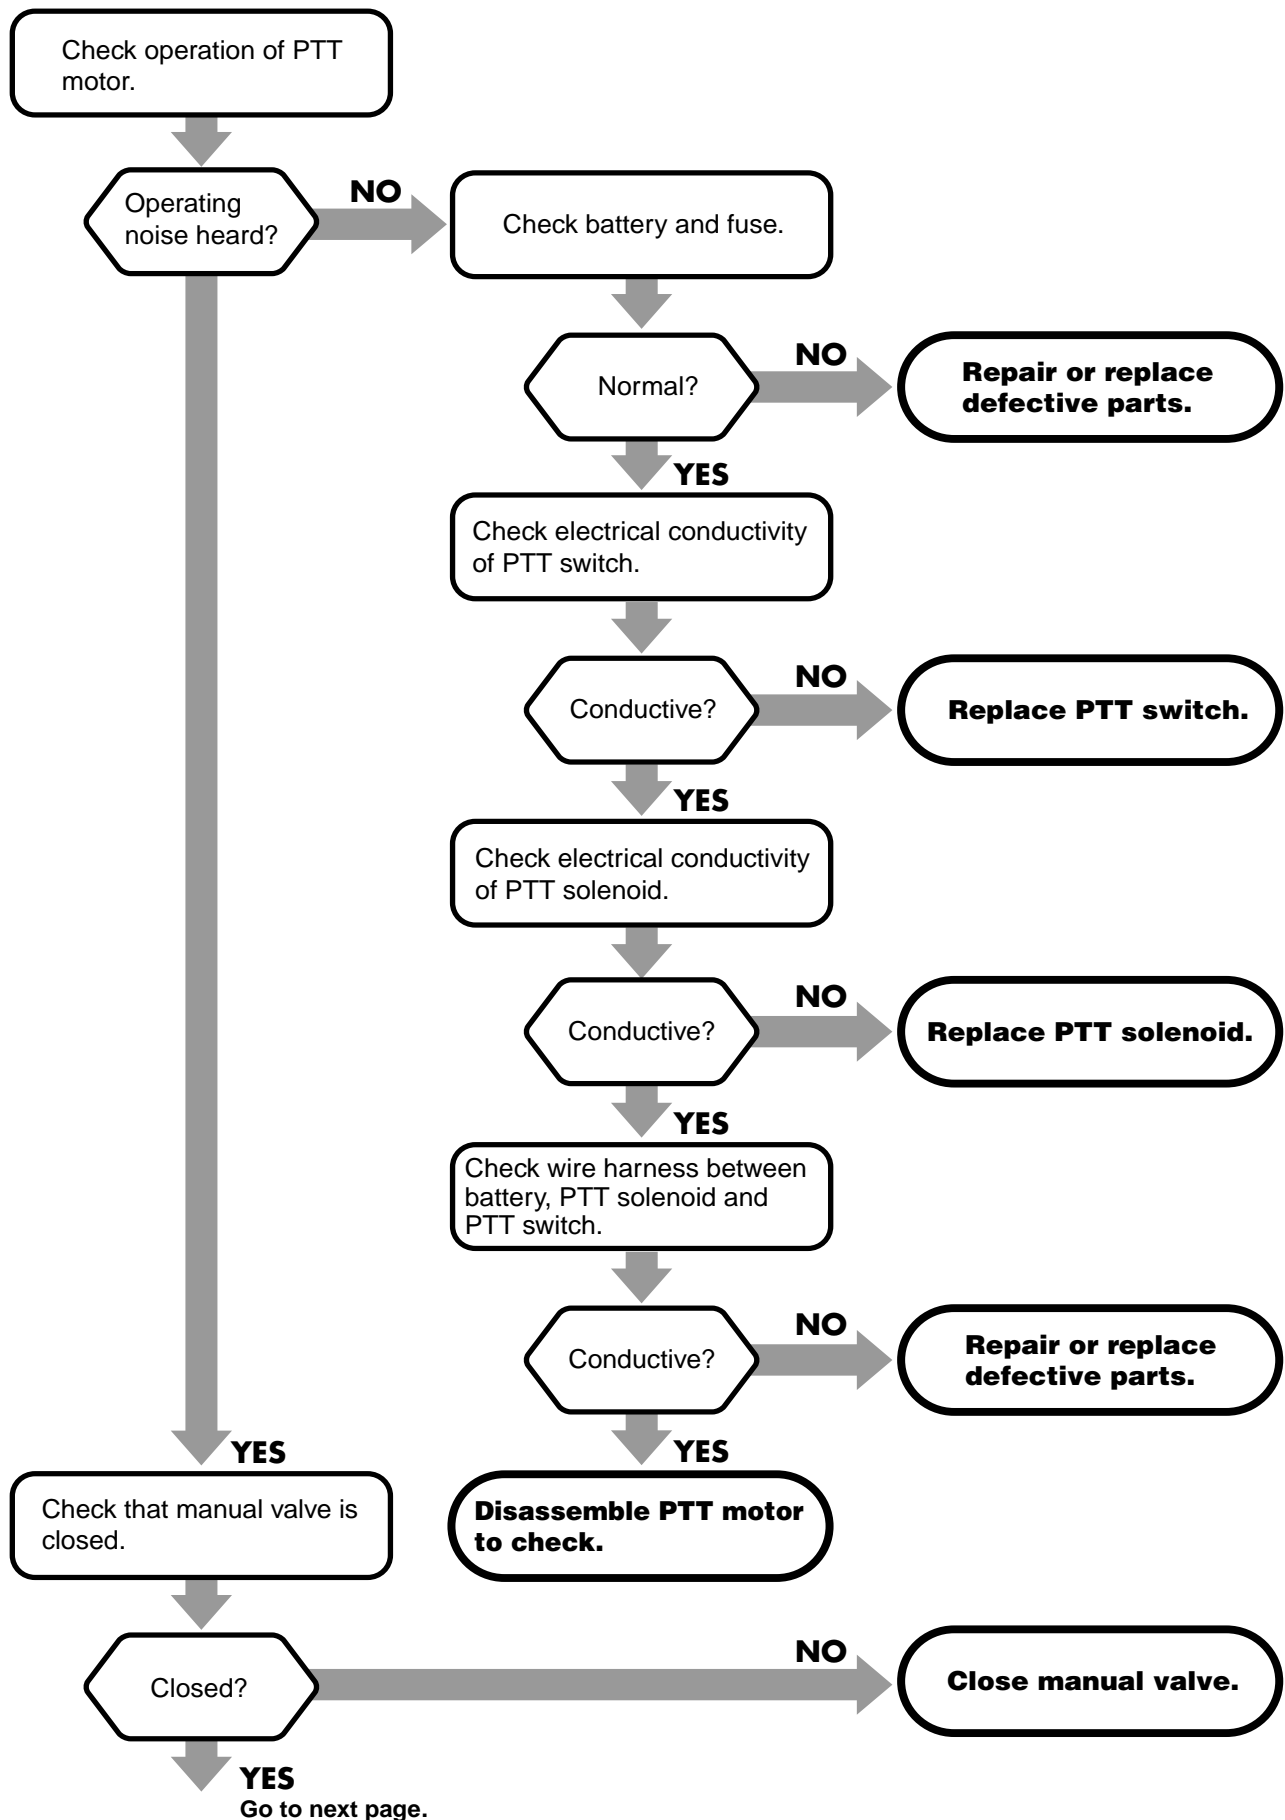 Check operation of PTT
motor.
Operating
noise heard?
NO
Check battery and fuse.
Normal?
NO
Repair or replace
defective parts.
YES
Check electrical conductivity
of PTT switch.
Conductive?
NO
Replace PTT switch.
YES
Check electrical conductivity
of PTT solenoid.
Conductive?
NO
Replace PTT solenoid.
YES
Check wire harness between
battery, PTT solenoid and
PTT switch.
Conductive?
NO
Repair or replace
defective parts.
YES
Disassemble PTT motor
to check.
YES
Check that manual valve is
closed.
Closed?
NO
Close manual valve.
YES
Go to next page.